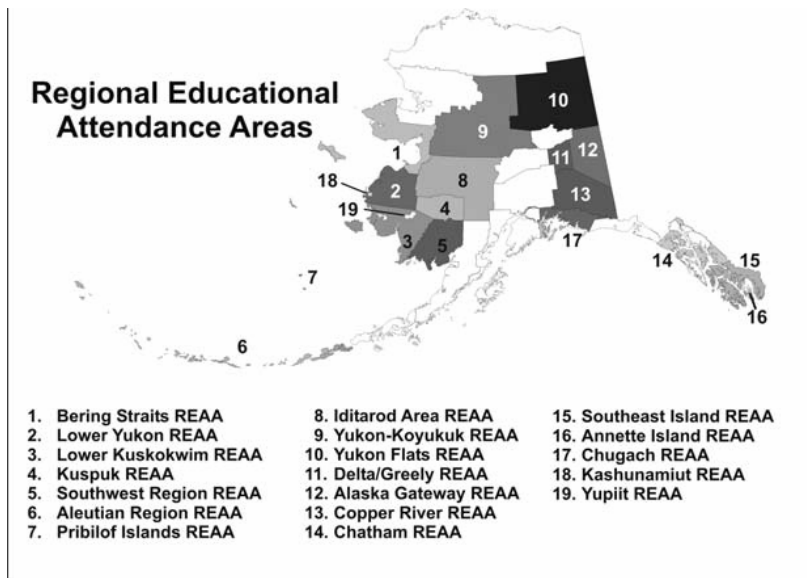 Regional Educational
Attendance Areas
10
9
1
12
11
18
2
8
13
19
4
3
5
17
14
15
7
16
6
1. Bering Straits REAA
2. Lower Yukon REAA
3. Lower Kuskokwim REAA
4. Kuspuk REAA
5. Southwest Region REAA
6. Aleutian Region REAA
7. Pribilof Islands REAA
8. Iditarod Area REAA
9. Yukon-Koyukuk REAA
10. Yukon Flats REAA
11. Delta/Greely REAA
12. Alaska Gateway REAA
13. Copper River REAA
14. Chatham REAA
15. Southeast Island REAA
16. Annette Island REAA
17. Chugach REAA
18. Kashunamiut REAA
19. Yupiit REAA